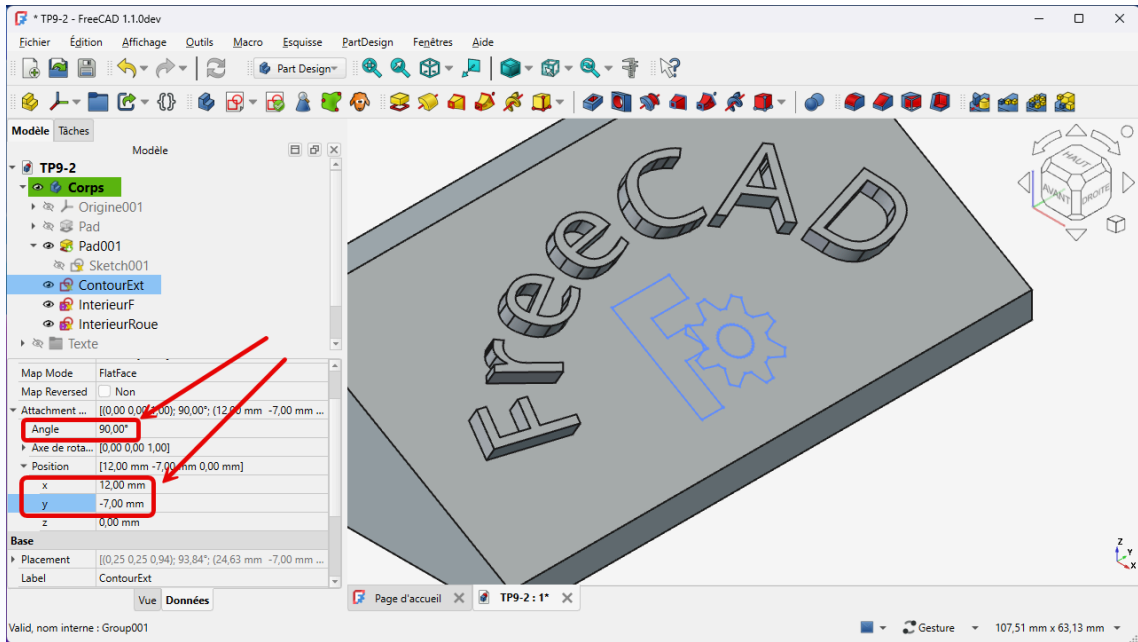 * TP9-2 - FreeCAD 1.1.0dev
Fichier Édition Affichage Outils Macro Esquisse PartDesign Fenêtres Aide
Part Design
Modèle Tâches
Modèle
TP9-2
Corps
Origine001
Pad
Pad001
Sketch001
ContourExt
InterieurF
InterieurRoue
Texte
Map Mode FlatFace
Map Reversed Non
Attachment ... [(0,00 0,00 1,00); 90,00°; (12,00 mm -7,00 mm ...
Angle 90,00°
Axe de rota... [0,00 0,00 1,00]
Position [12,00 mm -7,00 mm 0,00 mm]
x 12,00 mm
y -7,00 mm
z 0,00 mm
Base
Placement [(0,25 0,25 0,94); 93,84°; (24,63 mm -7,00 mm ...
Label ContourExt
Vue Données
FreeCAD
F
HAUT
AVANT
DROITE
Z
Y
X
Page d'accueil TP9-2 : 1*
Valid, nom interne : Group001
Gesture 107,51 mm x 63,13 mm